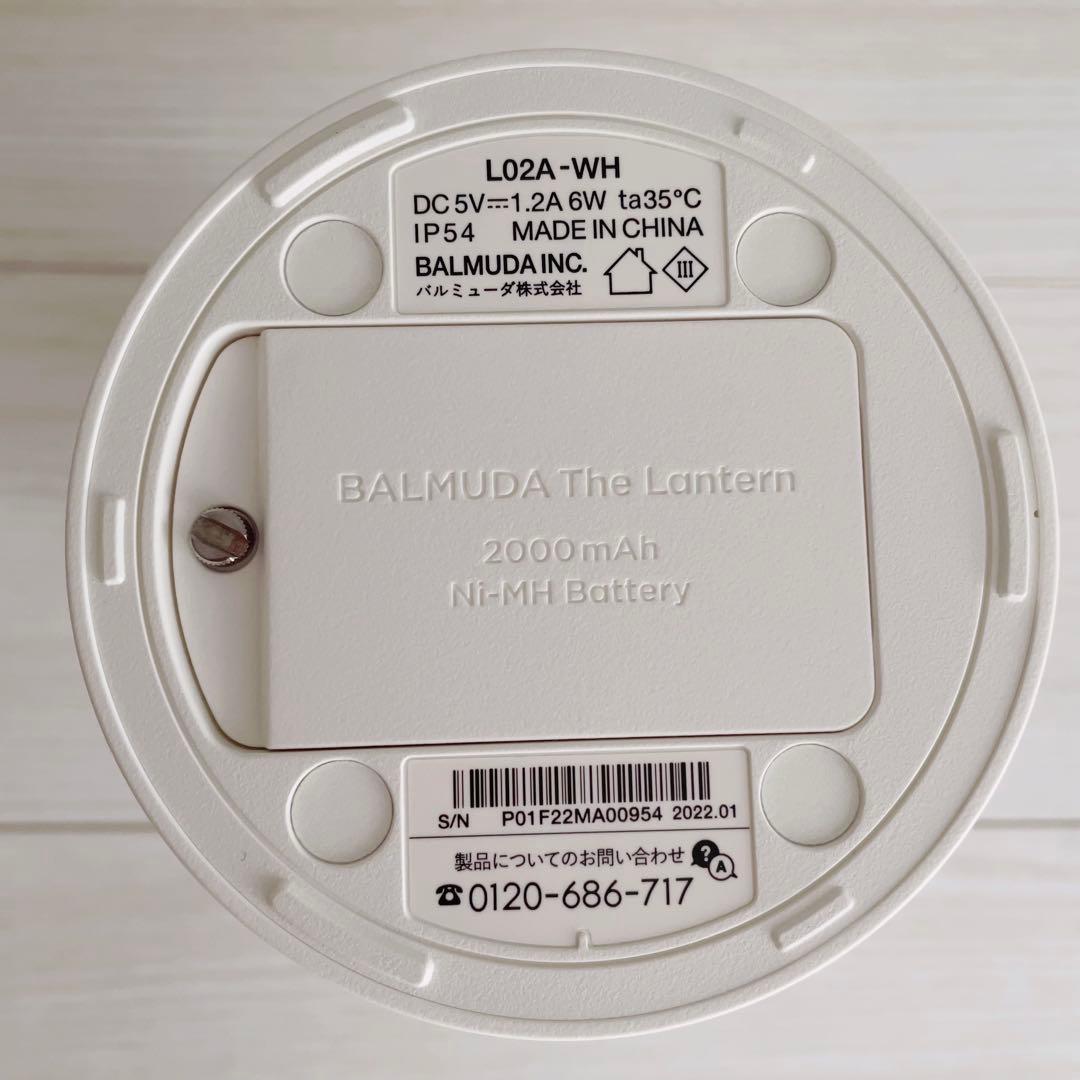 L02A-WH
DC 5V⎓1.2A 6W ta35°C
IP54 MADE IN CHINA
BALMUDA INC.
バルミューダ株式会社
III
BALMUDA The Lantern
2000mAh
Ni-MH Battery
S/N P01F22MA00954 2022.01
製品についてのお問い合わせ ? A
☎0120-686-717